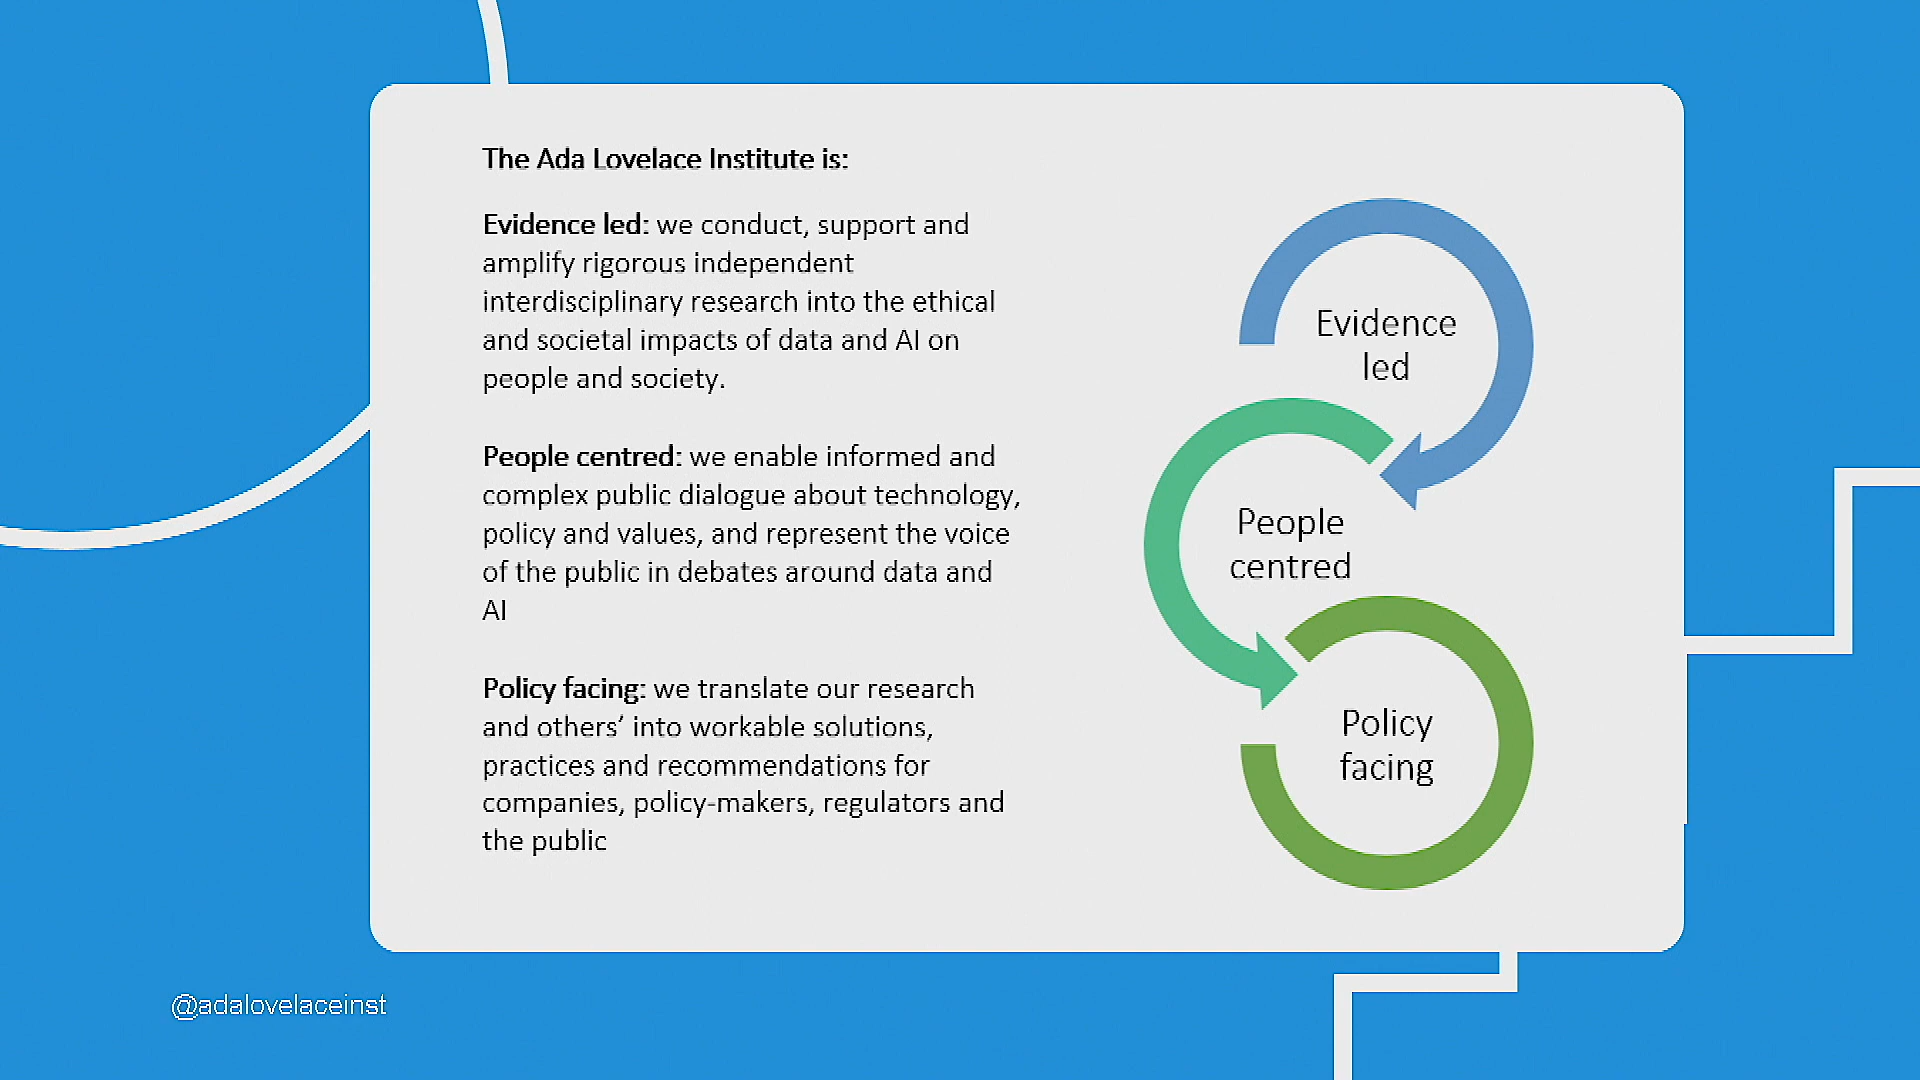 The Ada Lovelace Institute is:
Evidence led: we conduct, support and
amplify rigorous independent
interdisciplinary research into the ethical
and societal impacts of data and AI on
people and society.
People centred: we enable informed and
complex public dialogue about technology,
policy and values, and represent the voice
of the public in debates around data and
AI
Policy facing: we translate our research
and others’ into workable solutions,
practices and recommendations for
companies, policy-makers, regulators and
the public
Evidence
led
People
centred
Policy
facing
@adalovelaceinst